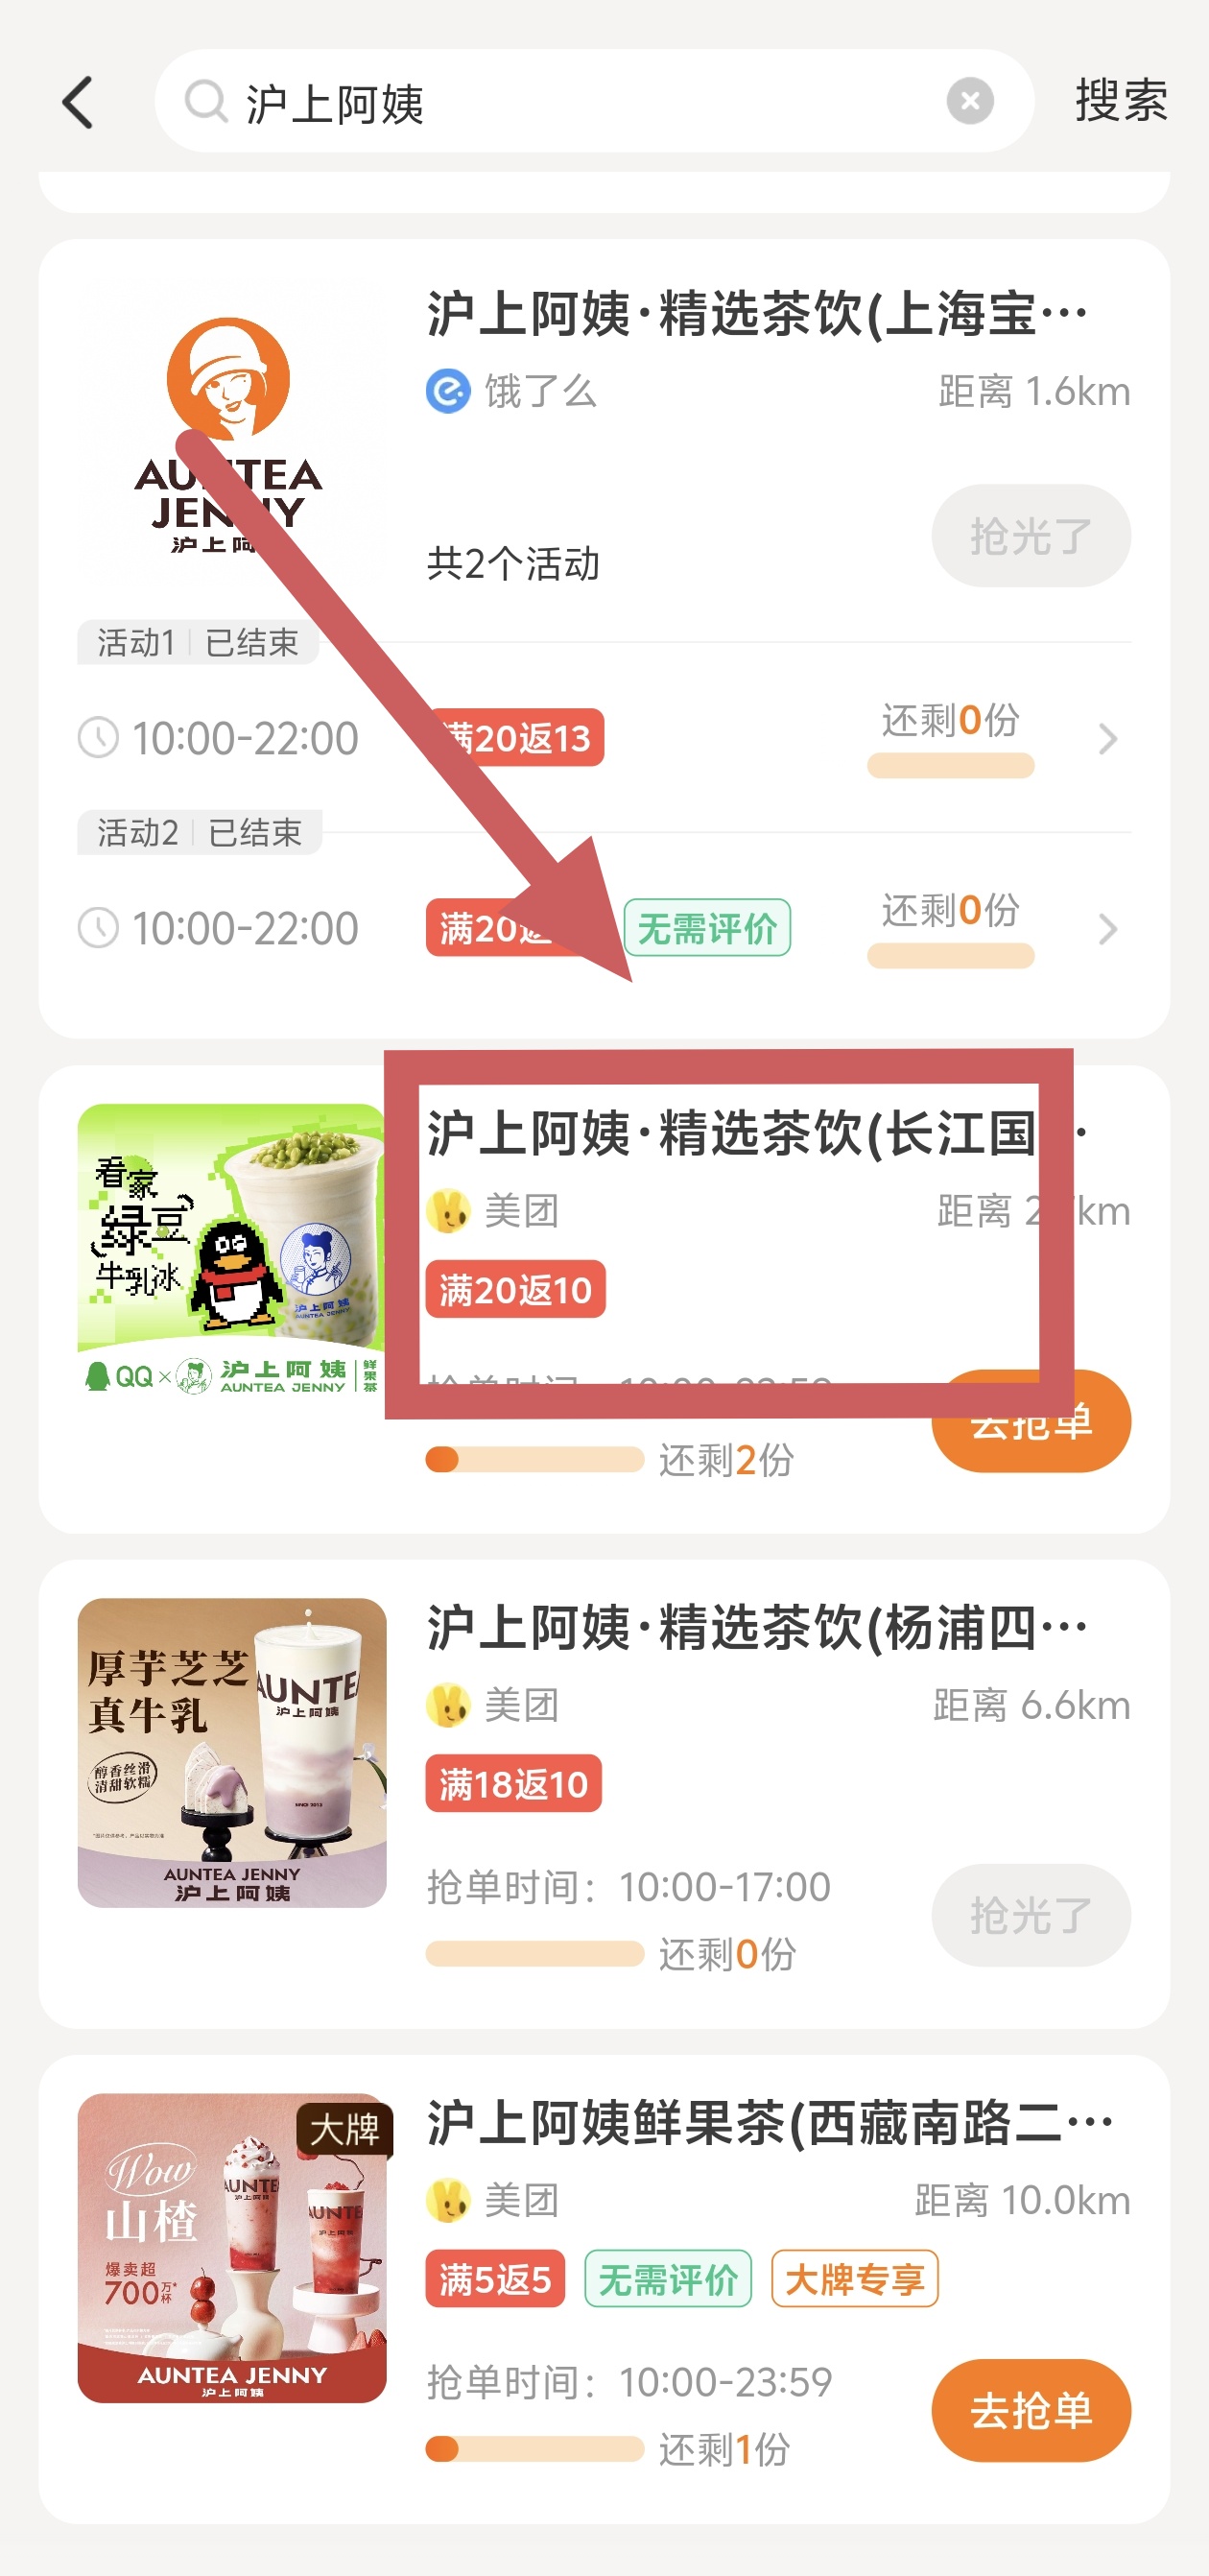 沪上阿姨
搜索
沪上阿姨·精选茶饮(上海宝…
饿了么
距离 1.6km
AUNTEA
JENNY
沪上阿
共2个活动
抢光了
活动1 已结束
10:00-22:00
满20返13
还剩0份
活动2 已结束
10:00-22:00
满20返
无需评价
还剩0份
沪上阿姨·精选茶饮(长江国
美团
距离 2. km
满20返10
去抢单
还剩2份
看家
绿豆
牛乳冰
沪上阿姨
AUNTEA JENNY
QQ × 沪上阿姨 鲜果茶
AUNTEA JENNY
沪上阿姨·精选茶饮(杨浦四…
美团
距离 6.6km
满18返10
抢单时间：10:00-17:00
抢光了
还剩0份
厚芋芝芝
真牛乳
醇香丝滑
清甜软糯
AUNTEA
沪上阿姨
AUNTEA JENNY
沪上阿姨
沪上阿姨鲜果茶(西藏南路二…
美团
距离 10.0km
满5返5
无需评价
大牌专享
抢单时间：10:00-23:59
去抢单
还剩1份
大牌
Wow
山楂
爆卖超
700万杯
AUNTE
AUNTE
AUNTEA JENNY
沪上阿姨